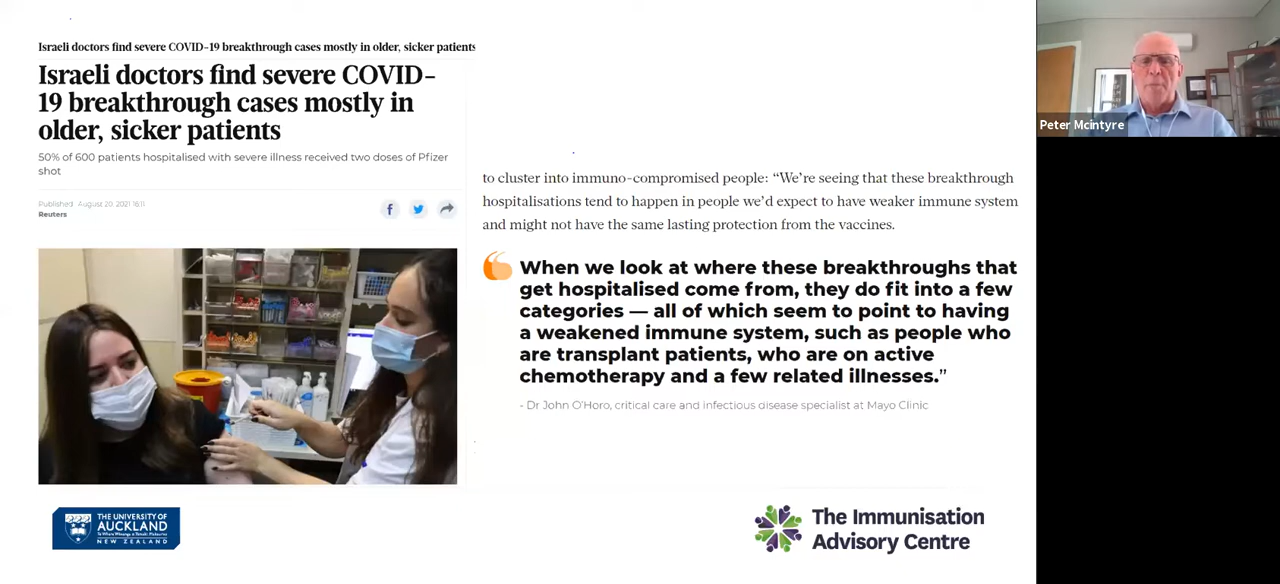 Israeli doctors find severe COVID-19 breakthrough cases mostly in older, sicker patients
Israeli doctors find severe COVID-
19 breakthrough cases mostly in
older, sicker patients
50% of 600 patients hospitalised with severe illness received two doses of Pfizer
shot
Published: August 20, 2021 16:11
Reuters
to cluster into immuno-compromised people: “We’re seeing that these breakthrough
hospitalisations tend to happen in people we’d expect to have weaker immune system
and might not have the same lasting protection from the vaccines.
When we look at where these breakthroughs that
get hospitalised come from, they do fit into a few
categories — all of which seem to point to having
a weakened immune system, such as people who
are transplant patients, who are on active
chemotherapy and a few related illnesses.”
- Dr John O’Horo, critical care and infectious disease specialist at Mayo Clinic
THE UNIVERSITY OF
AUCKLAND
Te Whare Wānanga o Tāmaki Makaurau
NEW ZEALAND
The Immunisation
Advisory Centre
Peter Mcintyre